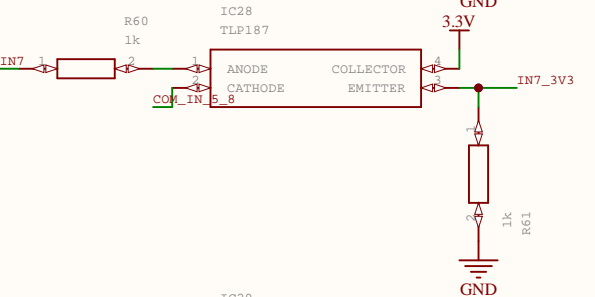 GND
IC28
R60
3.3V
TLP187
1k
IN7
1
2
1
ANODE
COLLECTOR
4
2
CATHODE
EMITTER
3
IN7_3V3
COM_IN_5_8
1
2
1k
R61
GND